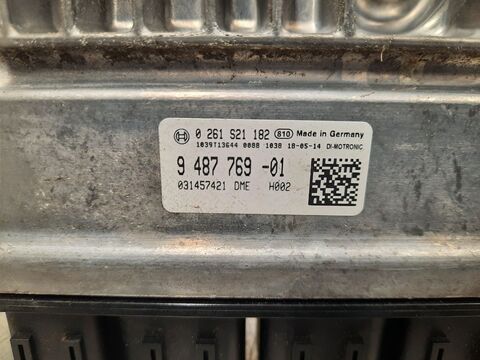 0 261 S21 182 810 Made in Germany
1039T13644 0088 1038 18-05-14 DI-MOTRONIC
9 487 769 -01
031457421 DME H002